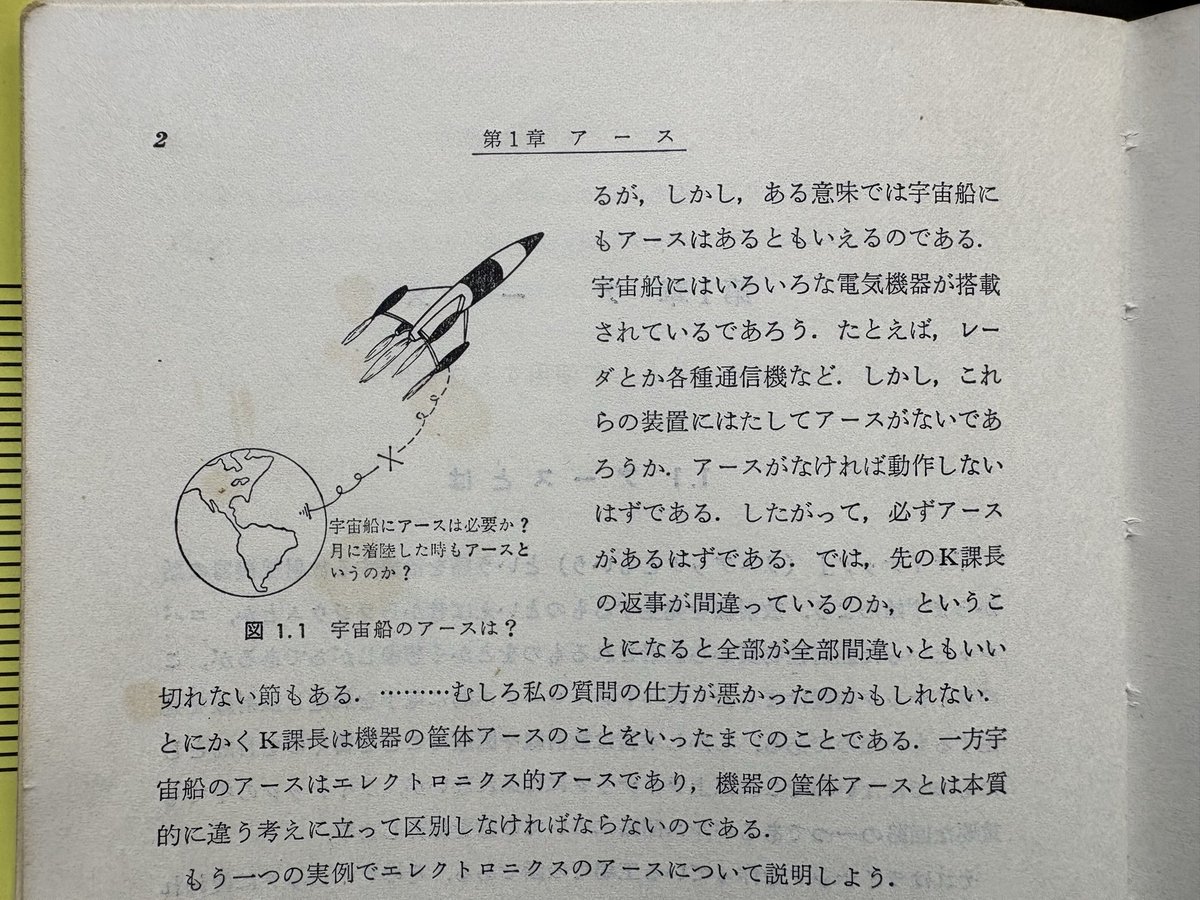 2
第1章 アース
るが，しかし，ある意味では宇宙船に
もアースはあるともいえるのである．
宇宙船にはいろいろな電気機器が搭載
されているであろう．たとえば，レー
ダとか各種通信機など．しかし，これ
らの装置にはたしてアースがないであ
ろうか．アースがなければ動作しない
はずである．したがって，必ずアース
があるはずである．では，先のK課長
の返事が間違っているのか，というこ
とになると全部が全部間違いともいい
宇宙船にアースは必要か？
月に着陸した時もアースと
いうのか？
図 1.1 宇宙船のアースは？
切れない節もある．………むしろ私の質問の仕方が悪かったのかもしれない．
とにかくK課長は機器の筐体アースのことをいったまでのことである．一方宇
宙船のアースはエレクトロニクス的アースであり，機器の筐体アースとは本質
的に違う考えに立って区別しなければならないのである．
もう一つの実例でエレクトロニクスのアースについて説明しよう．